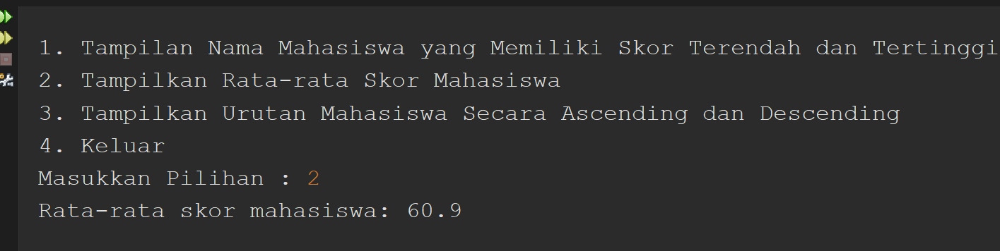 1. Tampilan Nama Mahasiswa yang Memiliki Skor Terendah dan Tertinggi
2. Tampilkan Rata-rata Skor Mahasiswa
3. Tampilkan Urutan Mahasiswa Secara Ascending dan Descending
4. Keluar
Masukkan Pilihan : 2
Rata-rata skor mahasiswa: 60.9